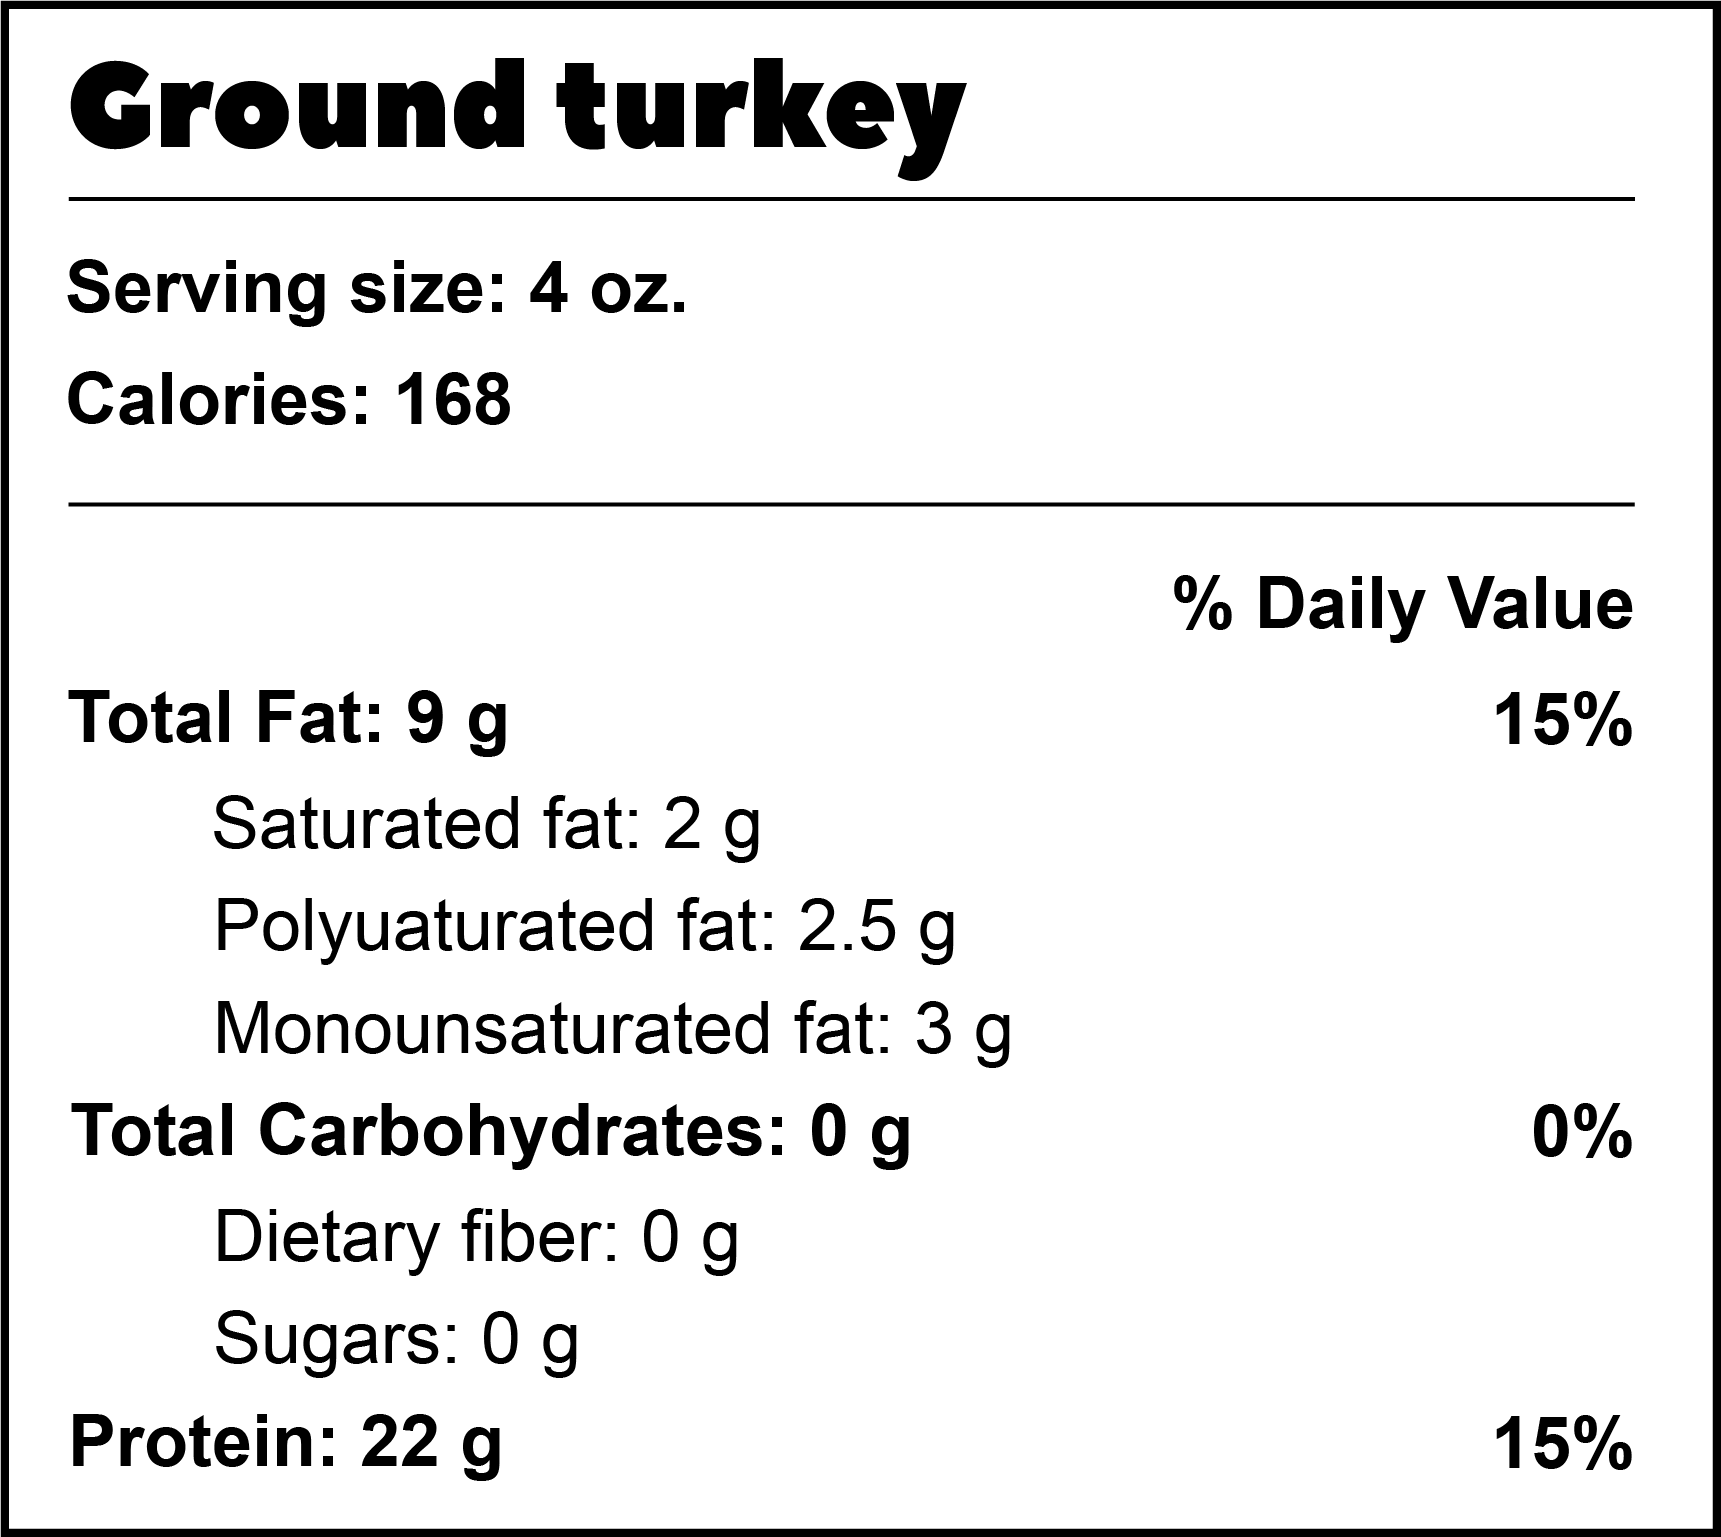 Ground turkey
Serving size: 4 oz.
Calories: 168
% Daily Value
Total Fat: 9 g 15%
Saturated fat: 2 g
Polyuaturated fat: 2.5 g
Monounsaturated fat: 3 g
Total Carbohydrates: 0 g 0%
Dietary fiber: 0 g
Sugars: 0 g
Protein: 22 g 15%